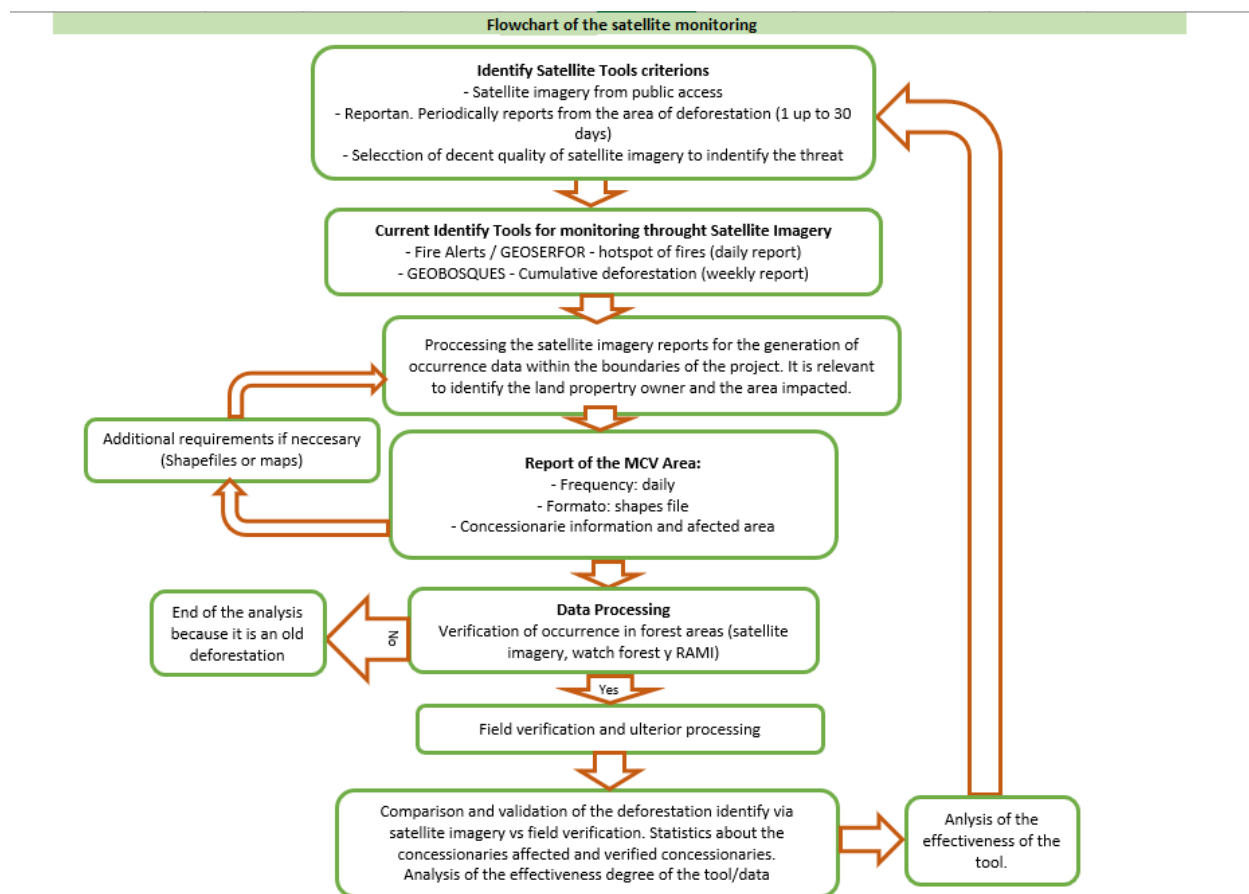 Flowchart of the satellite monitoring
Identify Satellite Tools criterions
- Satellite imagery from public access
- Reportan. Periodically reports from the area of deforestation (1 up to 30
days)
- Selecction of decent quality of satellite imagery to indentify the threat
Current Identify Tools for monitoring throught Satellite Imagery
- Fire Alerts / GEOSERFOR - hotspot of fires (daily report)
- GEOBOSQUES - Cumulative deforestation (weekly report)
Proccessing the satellite imagery reports for the generation of
occurrence data within the boundaries of the project. It is relevant
to identify the land propertry owner and the area impacted.
Additional requirements if neccesary
(Shapefiles or maps)
Report of the MCV Area:
- Frequency: daily
- Formato: shapes file
- Concessionarie information and afected area
Data Processing
Verification of occurrence in forest areas (satellite
imagery, watch forest y RAMI)
No
End of the analysis
because it is an old
deforestation
Yes
Field verification and ulterior processing
Comparison and validation of the deforestation identify via
satellite imagery vs field verification. Statistics about the
concessionaries affected and verified concessionaries.
Analysis of the effectiveness degree of the tool/data
Anlysis of the
effectiveness of the
tool.